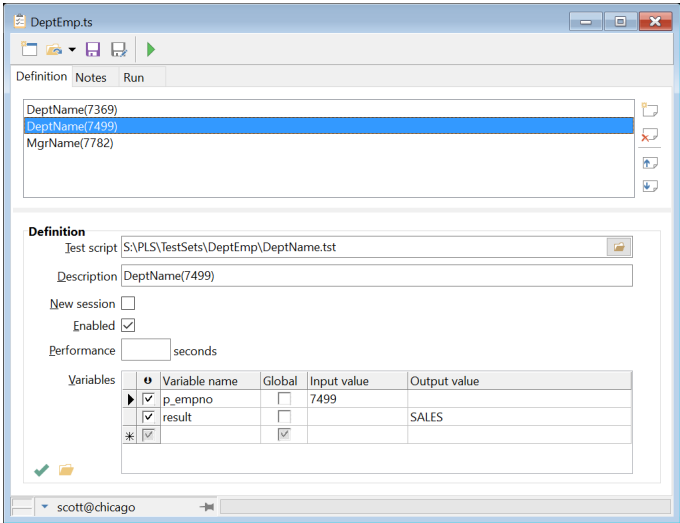 DeptEmp.ts
Definition Notes Run
DeptName(7369)
DeptName(7499)
MgrName(7782)
Definition
Test script S:\PLS\TestSets\DeptEmp\DeptName.tst
Description DeptName(7499)
New session
Enabled
Performance seconds
Variables Variable name Global Input value Output value
p_empno 7499
result SALES
scott@chicago